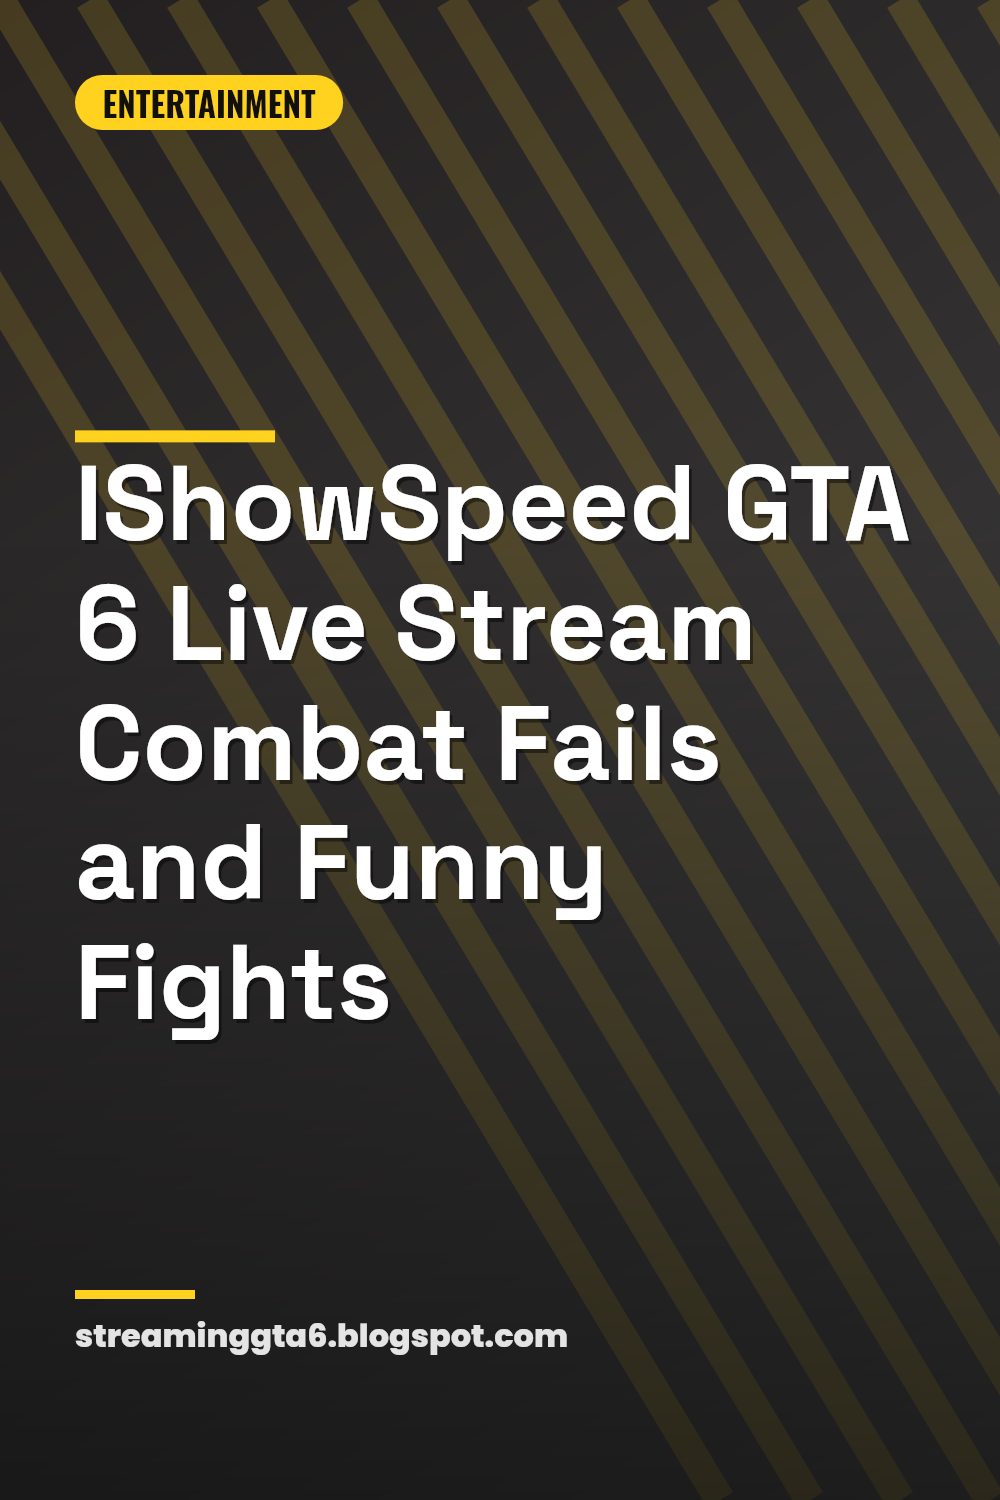 ENTERTAINMENT
IShowSpeed GTA
6 Live Stream
Combat Fails
and Funny
Fights
streaminggta6.blogspot.com